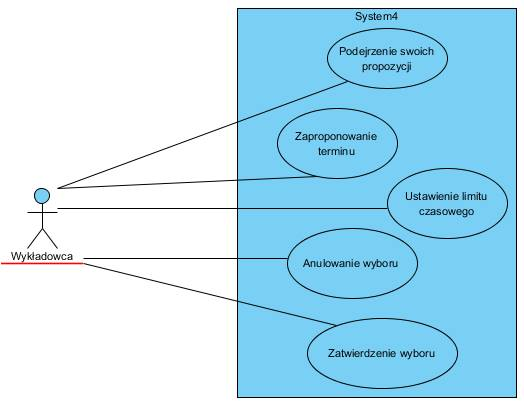 System4
Podejrzenie swoich
propozycji
Zaproponowanie
terminu
Ustawienie limitu
czasowego
Wykładowca
Anulowanie wyboru
Zatwierdzenie wyboru